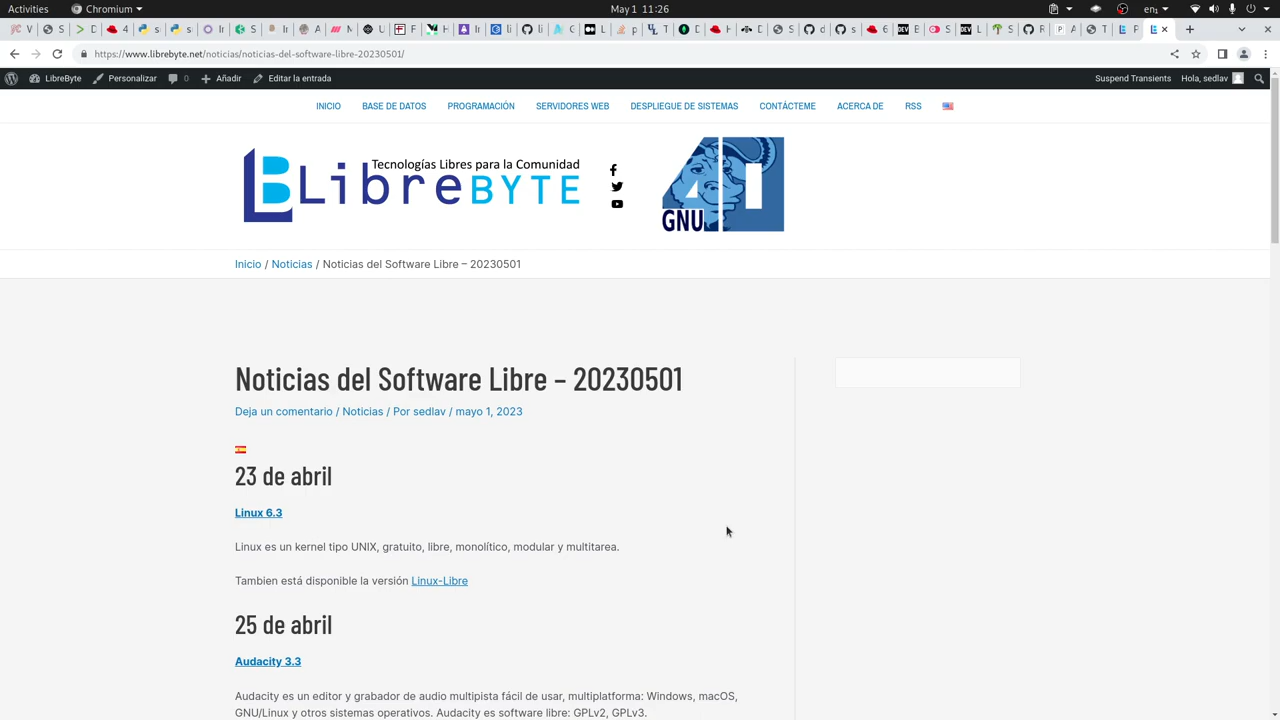 Activities
Chromium
May 1 11:26
en
https://www.librebyte.net/noticias/noticias-del-software-libre-20230501/
LibreByte
Personalizar
0
Añadir
Editar la entrada
Suspend Transients
Hola, sedlav
INICIO
BASE DE DATOS
PROGRAMACIÓN
SERVIDORES WEB
DESPLIEGUE DE SISTEMAS
CONTÁCTEME
ACERCA DE
RSS
Tecnologías Libres para la Comunidad
LibreBYTE
40
GNU
Inicio / Noticias / Noticias del Software Libre – 20230501
Noticias del Software Libre – 20230501
Deja un comentario / Noticias / Por sedlav / mayo 1, 2023
23 de abril
Linux 6.3
Linux es un kernel tipo UNIX, gratuito, libre, monolítico, modular y multitarea.
Tambien está disponible la versión Linux-Libre
25 de abril
Audacity 3.3
Audacity es un editor y grabador de audio multipista fácil de usar, multiplatforma: Windows, macOS,
GNU/Linux y otros sistemas operativos. Audacity es software libre: GPLv2, GPLv3.